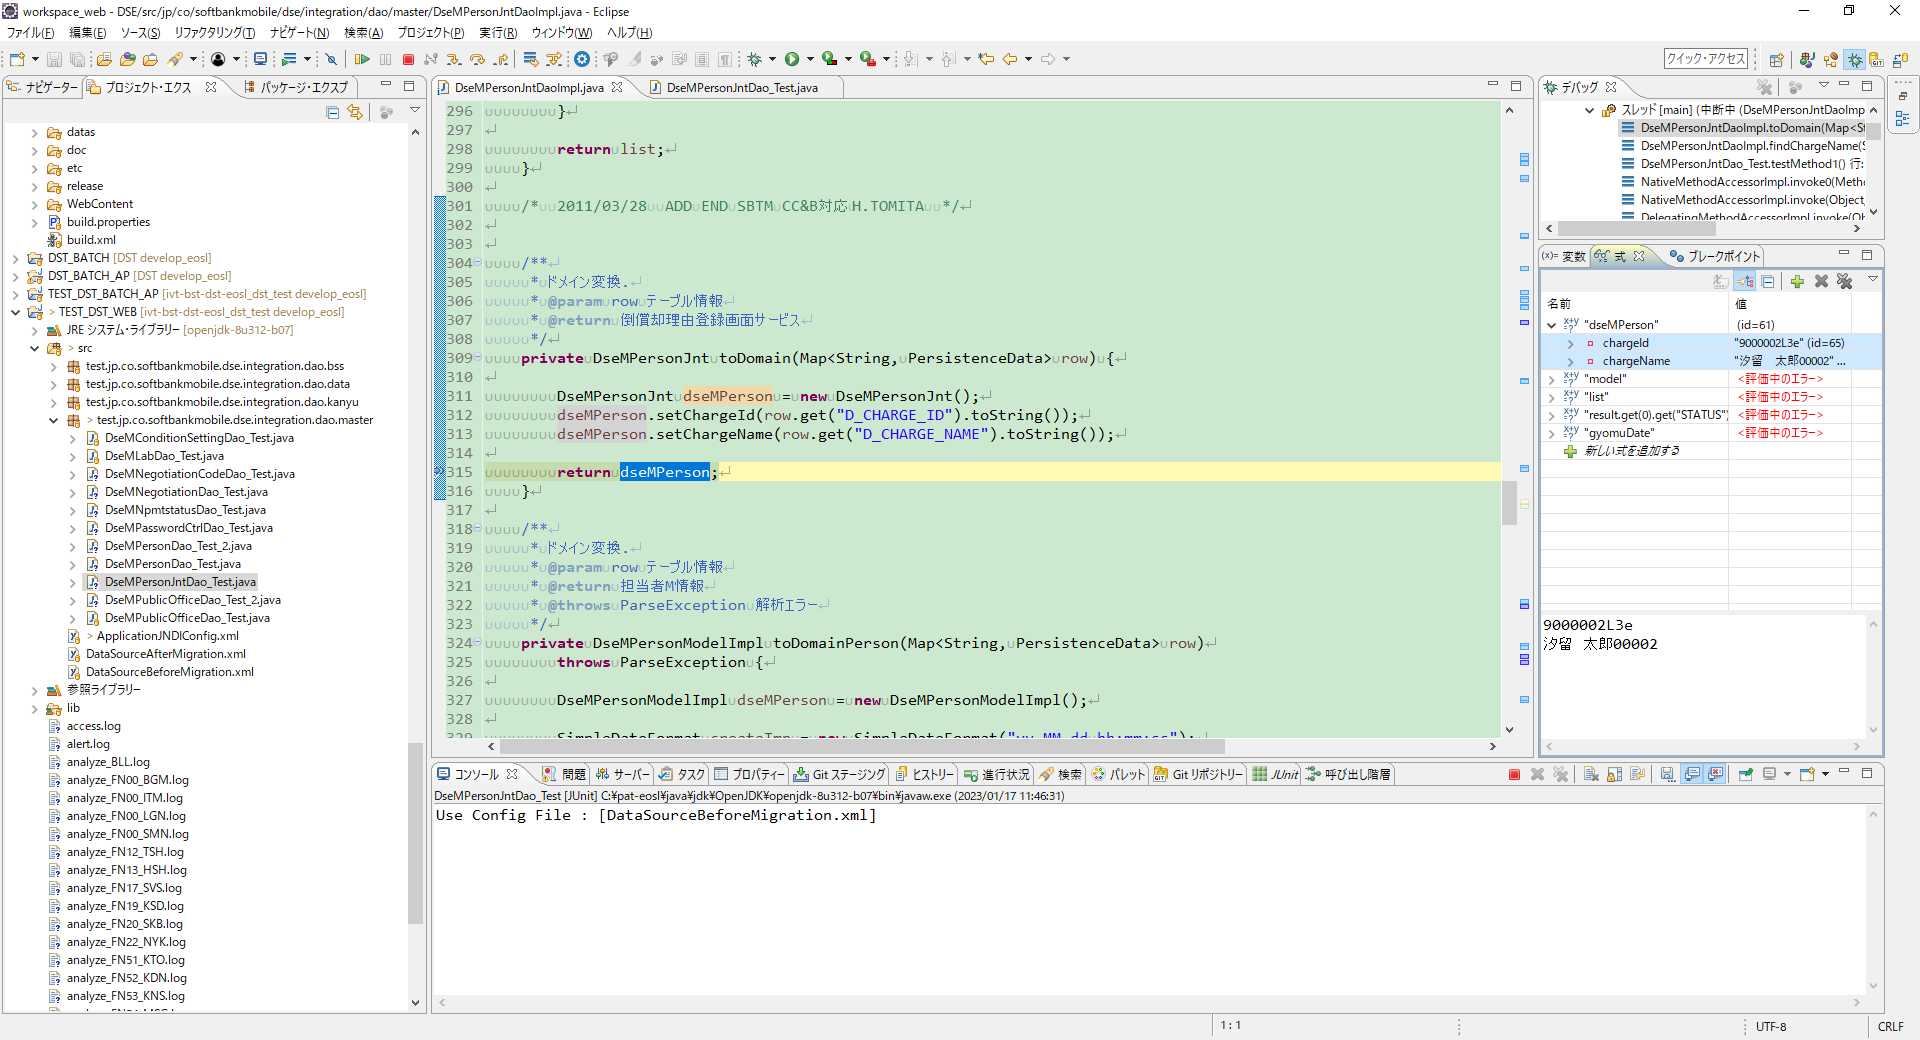 workspace_web - DSE/src/jp/co/softbankmobile/dse/integration/dao/master/DseMPersonJntDaoImpl.java - Eclipse
ファイル(F) 編集(E) ソース(S) リファクタリング(T) ナビゲート(N) 検索(A) プロジェクト(P) 実行(R) ウィンドウ(W) ヘルプ(H)
クイック・アクセス
ナビゲーター プロジェクト・エクス パッケージ・エクスプ
datas
doc
etc
release
WebContent
build.properties
build.xml
DST_BATCH [DST develop_eosl]
DST_BATCH_AP [DST develop_eosl]
TEST_DST_BATCH_AP [ivt-bst-dst-eosl_dst_test develop_eosl]
> TEST_DST_WEB [ivt-bst-dst-eosl_dst_test develop_eosl]
JRE システム・ライブラリー [openjdk-8u312-b07]
> src
test.jp.co.softbankmobile.dse.integration.dao.bss
test.jp.co.softbankmobile.dse.integration.dao.data
test.jp.co.softbankmobile.dse.integration.dao.kanyu
> test.jp.co.softbankmobile.dse.integration.dao.master
DseMConditionSettingDao_Test.java
DseMLabDao_Test.java
DseMNegotiationCodeDao_Test.java
DseMNegotiationDao_Test.java
DseMNpmtstatusDao_Test.java
DseMPasswordCtrlDao_Test.java
DseMPersonDao_Test_2.java
DseMPersonDao_Test.java
DseMPersonJntDao_Test.java
DseMPublicOfficeDao_Test_2.java
DseMPublicOfficeDao_Test.java
> ApplicationJNDIConfig.xml
DataSourceAfterMigration.xml
DataSourceBeforeMigration.xml
参照ライブラリー
lib
access.log
alert.log
analyze_BLL.log
analyze_FN00_BGM.log
analyze_FN00_ITM.log
analyze_FN00_LGN.log
analyze_FN00_SMN.log
analyze_FN12_TSH.log
analyze_FN13_HSH.log
analyze_FN17_SVS.log
analyze_FN19_KSD.log
analyze_FN20_SKB.log
analyze_FN22_NYK.log
analyze_FN51_KTO.log
analyze_FN52_KDN.log
analyze_FN53_KNS.log
DseMPersonJntDaoImpl.java DseMPersonJntDao_Test.java
296 }
297
298 return list;
299 }
300
301 /* 2011/03/28 ADD END SBTM CC&B対応 H.TOMITA */
302
303
304 /**
305 * ドメイン変換.
306 * @param row テーブル情報
307 * @return 倒償却理由登録画面サービス
308 */
309 private DseMPersonJnt toDomain(Map<String, PersistenceData> row) {
310
311 DseMPersonJnt dseMPerson = new DseMPersonJnt();
312 dseMPerson.setChargeId(row.get("D_CHARGE_ID").toString());
313 dseMPerson.setChargeName(row.get("D_CHARGE_NAME").toString());
314
315 return dseMPerson;
316 }
317
318 /**
319 * ドメイン変換.
320 * @param row テーブル情報
321 * @return 担当者M情報
322 * @throws ParseException 解析エラー
323 */
324 private DseMPersonModelImpl toDomainPerson(Map<String, PersistenceData> row)
325 throws ParseException {
326
327 DseMPersonModelImpl dseMPerson = new DseMPersonModelImpl();
328
329 SimpleDateFormat createTmp = new SimpleDateFormat("yy-MM-dd hh:mm:ss");
デバッグ
スレッド [main] (中断中 (DseMPersonJntDaoImp
DseMPersonJntDaoImpl.toDomain(Map<St
DseMPersonJntDaoImpl.findChargeName(S
DseMPersonJntDao_Test.testMethod1() 行:
NativeMethodAccessorImpl.invoke0(Meth
NativeMethodAccessorImpl.invoke(Object,
DelegatingMethodAccessorImpl.invoke(Ob
変数 式 ブレークポイント
名前 値
"dseMPerson" (id=61)
chargeId "9000002L3e" (id=65)
chargeName "汐留 太郎00002" ...
"model" <評価中のエラー>
"list" <評価中のエラー>
"result.get(0).get("STATUS") <評価中のエラー>
"gyomuDate" <評価中のエラー>
新しい式を追加する
9000002L3e
汐留 太郎00002
コンソール 問題 サーバー タスク プロパティー Git ステージング ヒストリー 進行状況 検索 パレット Git リポジトリー JUnit 呼び出し階層
DseMPersonJntDao_Test [JUnit] C:¥pat-eosl¥java¥jdk¥OpenJDK¥openjdk-8u312-b07¥bin¥javaw.exe (2023/01/17 11:46:31)
Use Config File : [DataSourceBeforeMigration.xml]
1 : 1 UTF-8 CRLF